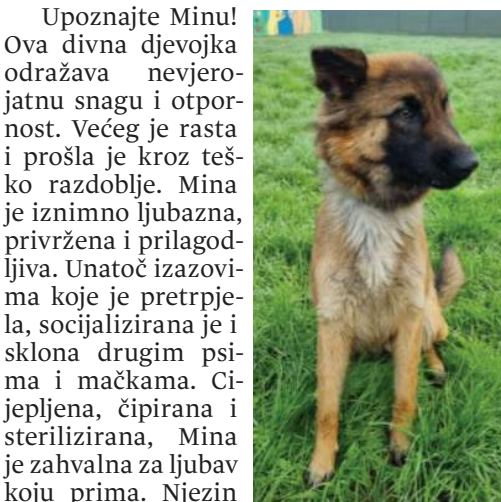 Upoznajte Minu!
Ova divna djevojka
odražava nevjero-
jatnu snagu i otpor-
nost. Većeg je rasta
i prošla je kroz teš-
ko razdoblje. Mina
je iznimno ljubazna,
privržena i prilagod-
ljiva. Unatoč izazovi-
ma koje je pretrpje-
la, socijalizirana je i
sklona drugim psi-
ma i mačkama. Ci-
jepljena, čipirana i
sterilizirana, Mina
je zahvalna za ljubav
koju prima. Njezin